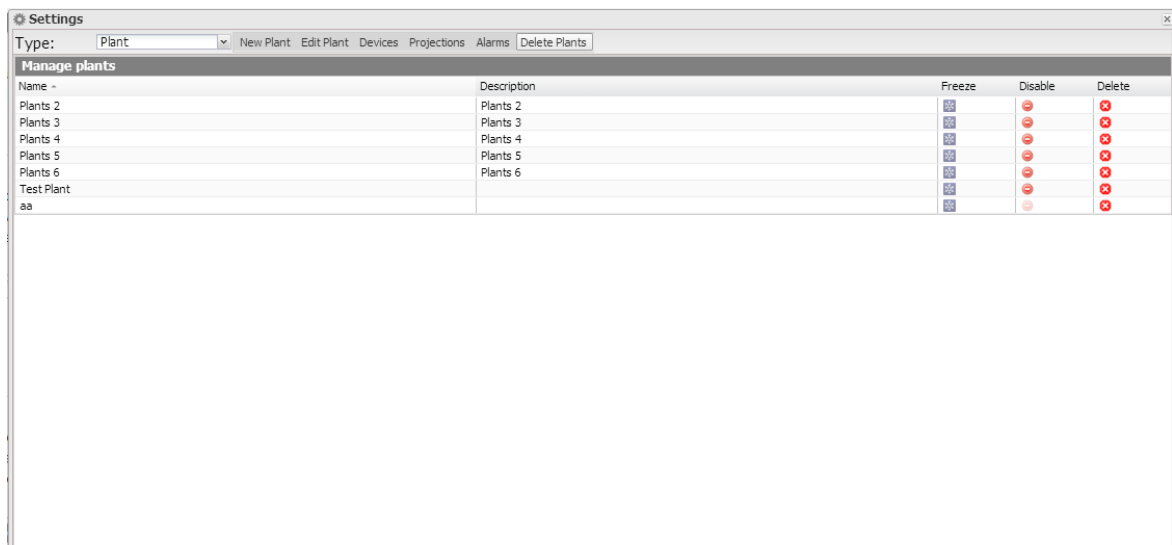 Settings
Type: Plant New Plant Edit Plant Devices Projections Alarms Delete Plants
Manage plants
Name Description Freeze Disable Delete
Plants 2 Plants 2
Plants 3 Plants 3
Plants 4 Plants 4
Plants 5 Plants 5
Plants 6 Plants 6
Test Plant
aa